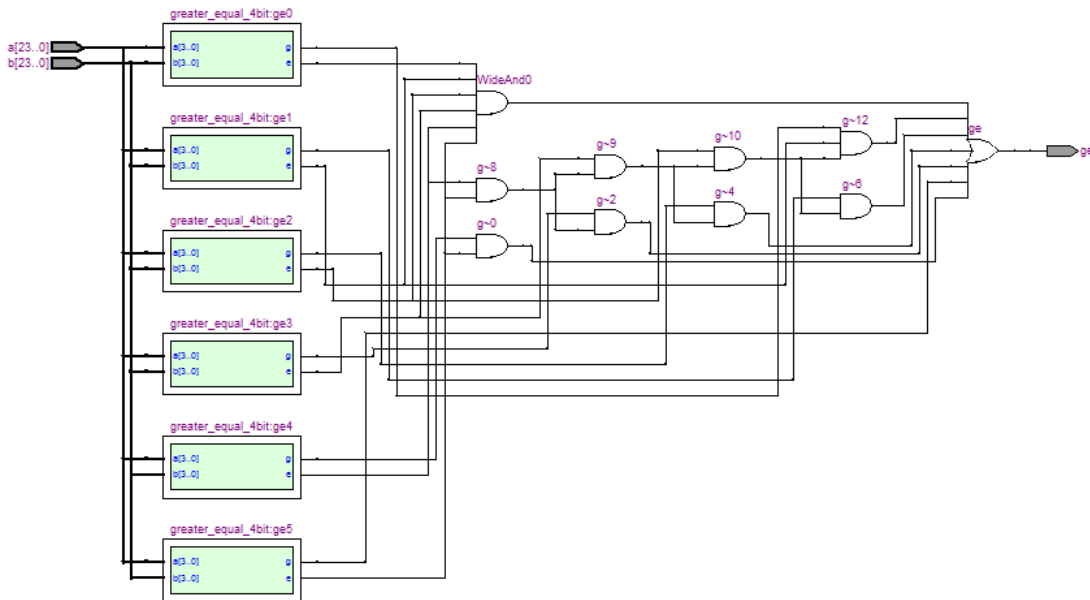 greater_equal_4bit:ge0
a[23..0]
b[23..0]
a[3..0] g
b[3..0] e
WideAnd0
greater_equal_4bit:ge1
a[3..0] g
b[3..0] e
g~8
g~9
g~10
g~12
ge
ge
g~0
g~2
g~4
g~6
greater_equal_4bit:ge2
a[3..0] g
b[3..0] e
greater_equal_4bit:ge3
a[3..0] g
b[3..0] e
greater_equal_4bit:ge4
a[3..0] g
b[3..0] e
greater_equal_4bit:ge5
a[3..0] g
b[3..0] e